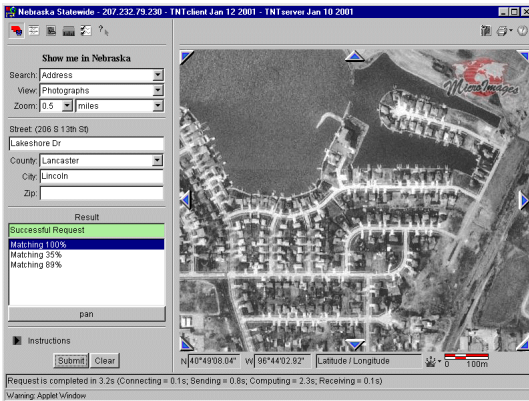 Nebraska Statewide - 207.232.79.230 - TNTclient Jan 12 2001 - TNTserver Jan 10 2001
Show me in Nebraska
Search: Address
View: Photographs
Zoom: 0.5 miles
Street: (206 S 13th St)
Lakeshore Dr
County: Lancaster
City: Lincoln
Zip:
Result
Successful Request
Matching 100%
Matching 35%
Matching 89%
pan
Instructions
Submit Clear
MicroImages
N 40°49'08.04" W 96°44'02.92" Latitude / Longitude 0 100m
Request is completed in 3.2s (Connecting = 0.1s; Sending = 0.8s; Computing = 2.3s; Receiving = 0.1s)
Warning: Applet Window